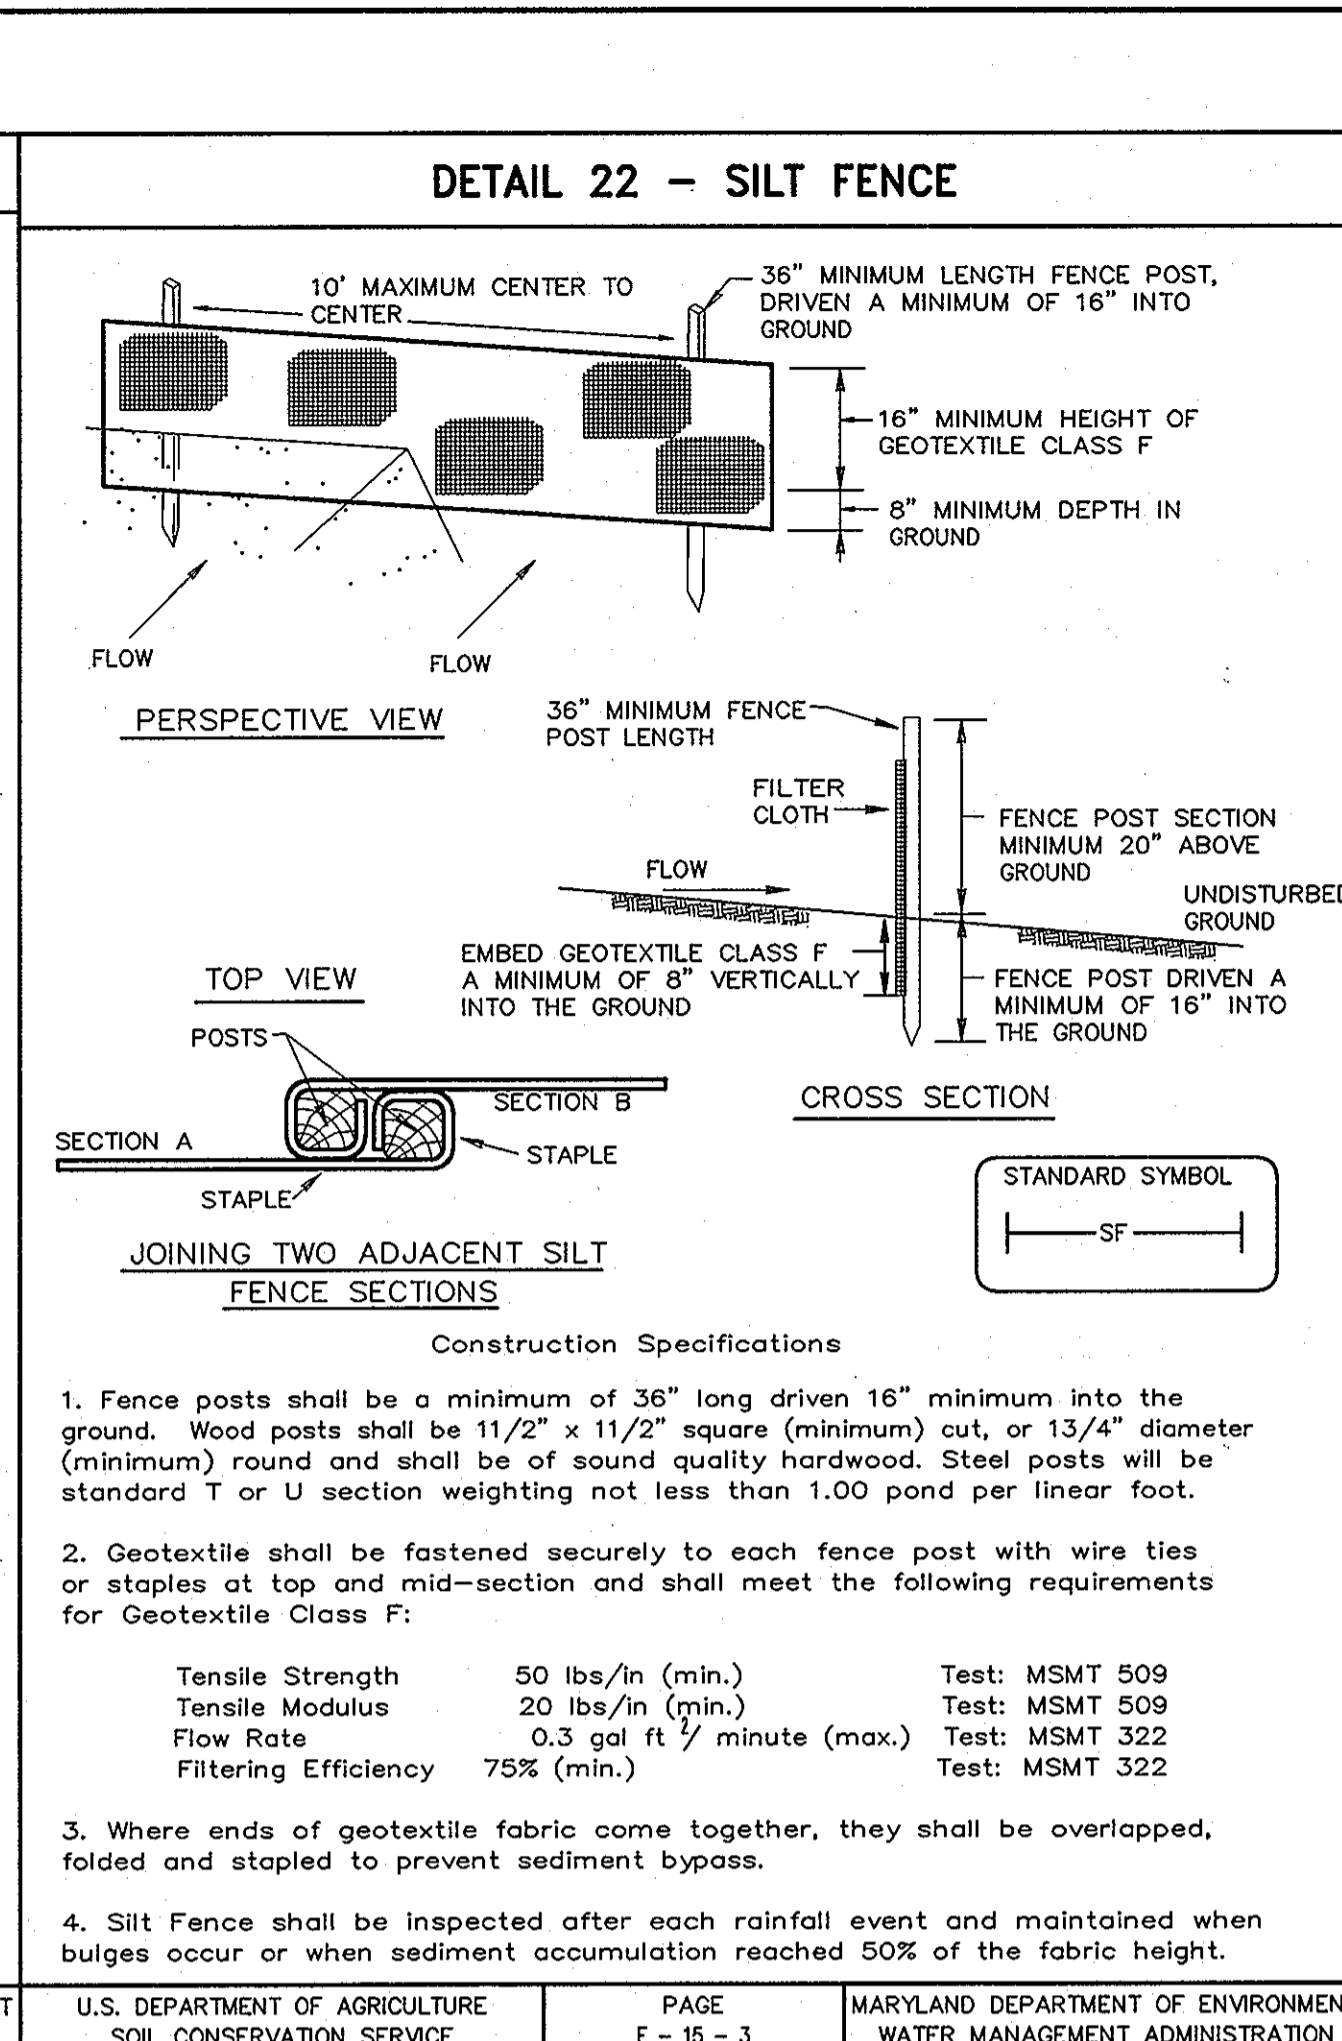 DETAIL 22 – SILT FENCE
10' MAXIMUM CENTER TO
CENTER
36" MINIMUM LENGTH FENCE POST,
DRIVEN A MINIMUM OF 16" INTO
GROUND
16" MINIMUM HEIGHT OF
GEOTEXTILE CLASS F
8" MINIMUM DEPTH IN
GROUND
FLOW
FLOW
PERSPECTIVE VIEW
36" MINIMUM FENCE
POST LENGTH
FILTER
CLOTH
FENCE POST SECTION
MINIMUM 20" ABOVE
GROUND
FLOW
UNDISTURBED
GROUND
EMBED GEOTEXTILE CLASS F
A MINIMUM OF 8" VERTICALLY
INTO THE GROUND
FENCE POST DRIVEN A
MINIMUM OF 16" INTO
THE GROUND
CROSS SECTION
TOP VIEW
POSTS
SECTION B
SECTION A
STAPLE
STAPLE
JOINING TWO ADJACENT SILT
FENCE SECTIONS
STANDARD SYMBOL
SF
Construction Specifications
1. Fence posts shall be a minimum of 36" long driven 16" minimum into the
ground. Wood posts shall be 11/2" x 11/2" square (minimum) cut, or 13/4" diameter
(minimum) round and shall be of sound quality hardwood. Steel posts will be
standard T or U section weighting not less than 1.00 pond per linear foot.
2. Geotextile shall be fastened securely to each fence post with wire ties
or staples at top and mid–section and shall meet the following requirements
for Geotextile Class F:
Tensile Strength 50 lbs/in (min.) Test: MSMT 509
Tensile Modulus 20 lbs/in (min.) Test: MSMT 509
Flow Rate 0.3 gal ft ²/ minute (max.) Test: MSMT 322
Filtering Efficiency 75% (min.) Test: MSMT 322
3. Where ends of geotextile fabric come together, they shall be overlapped,
folded and stapled to prevent sediment bypass.
4. Silt Fence shall be inspected after each rainfall event and maintained when
bulges occur or when sediment accumulation reached 50% of the fabric height.
T
U.S. DEPARTMENT OF AGRICULTURE
SOIL CONSERVATION SERVICE
PAGE
E – 15 – 3
MARYLAND DEPARTMENT OF ENVIRONMEN
WATER MANAGEMENT ADMINISTRATION